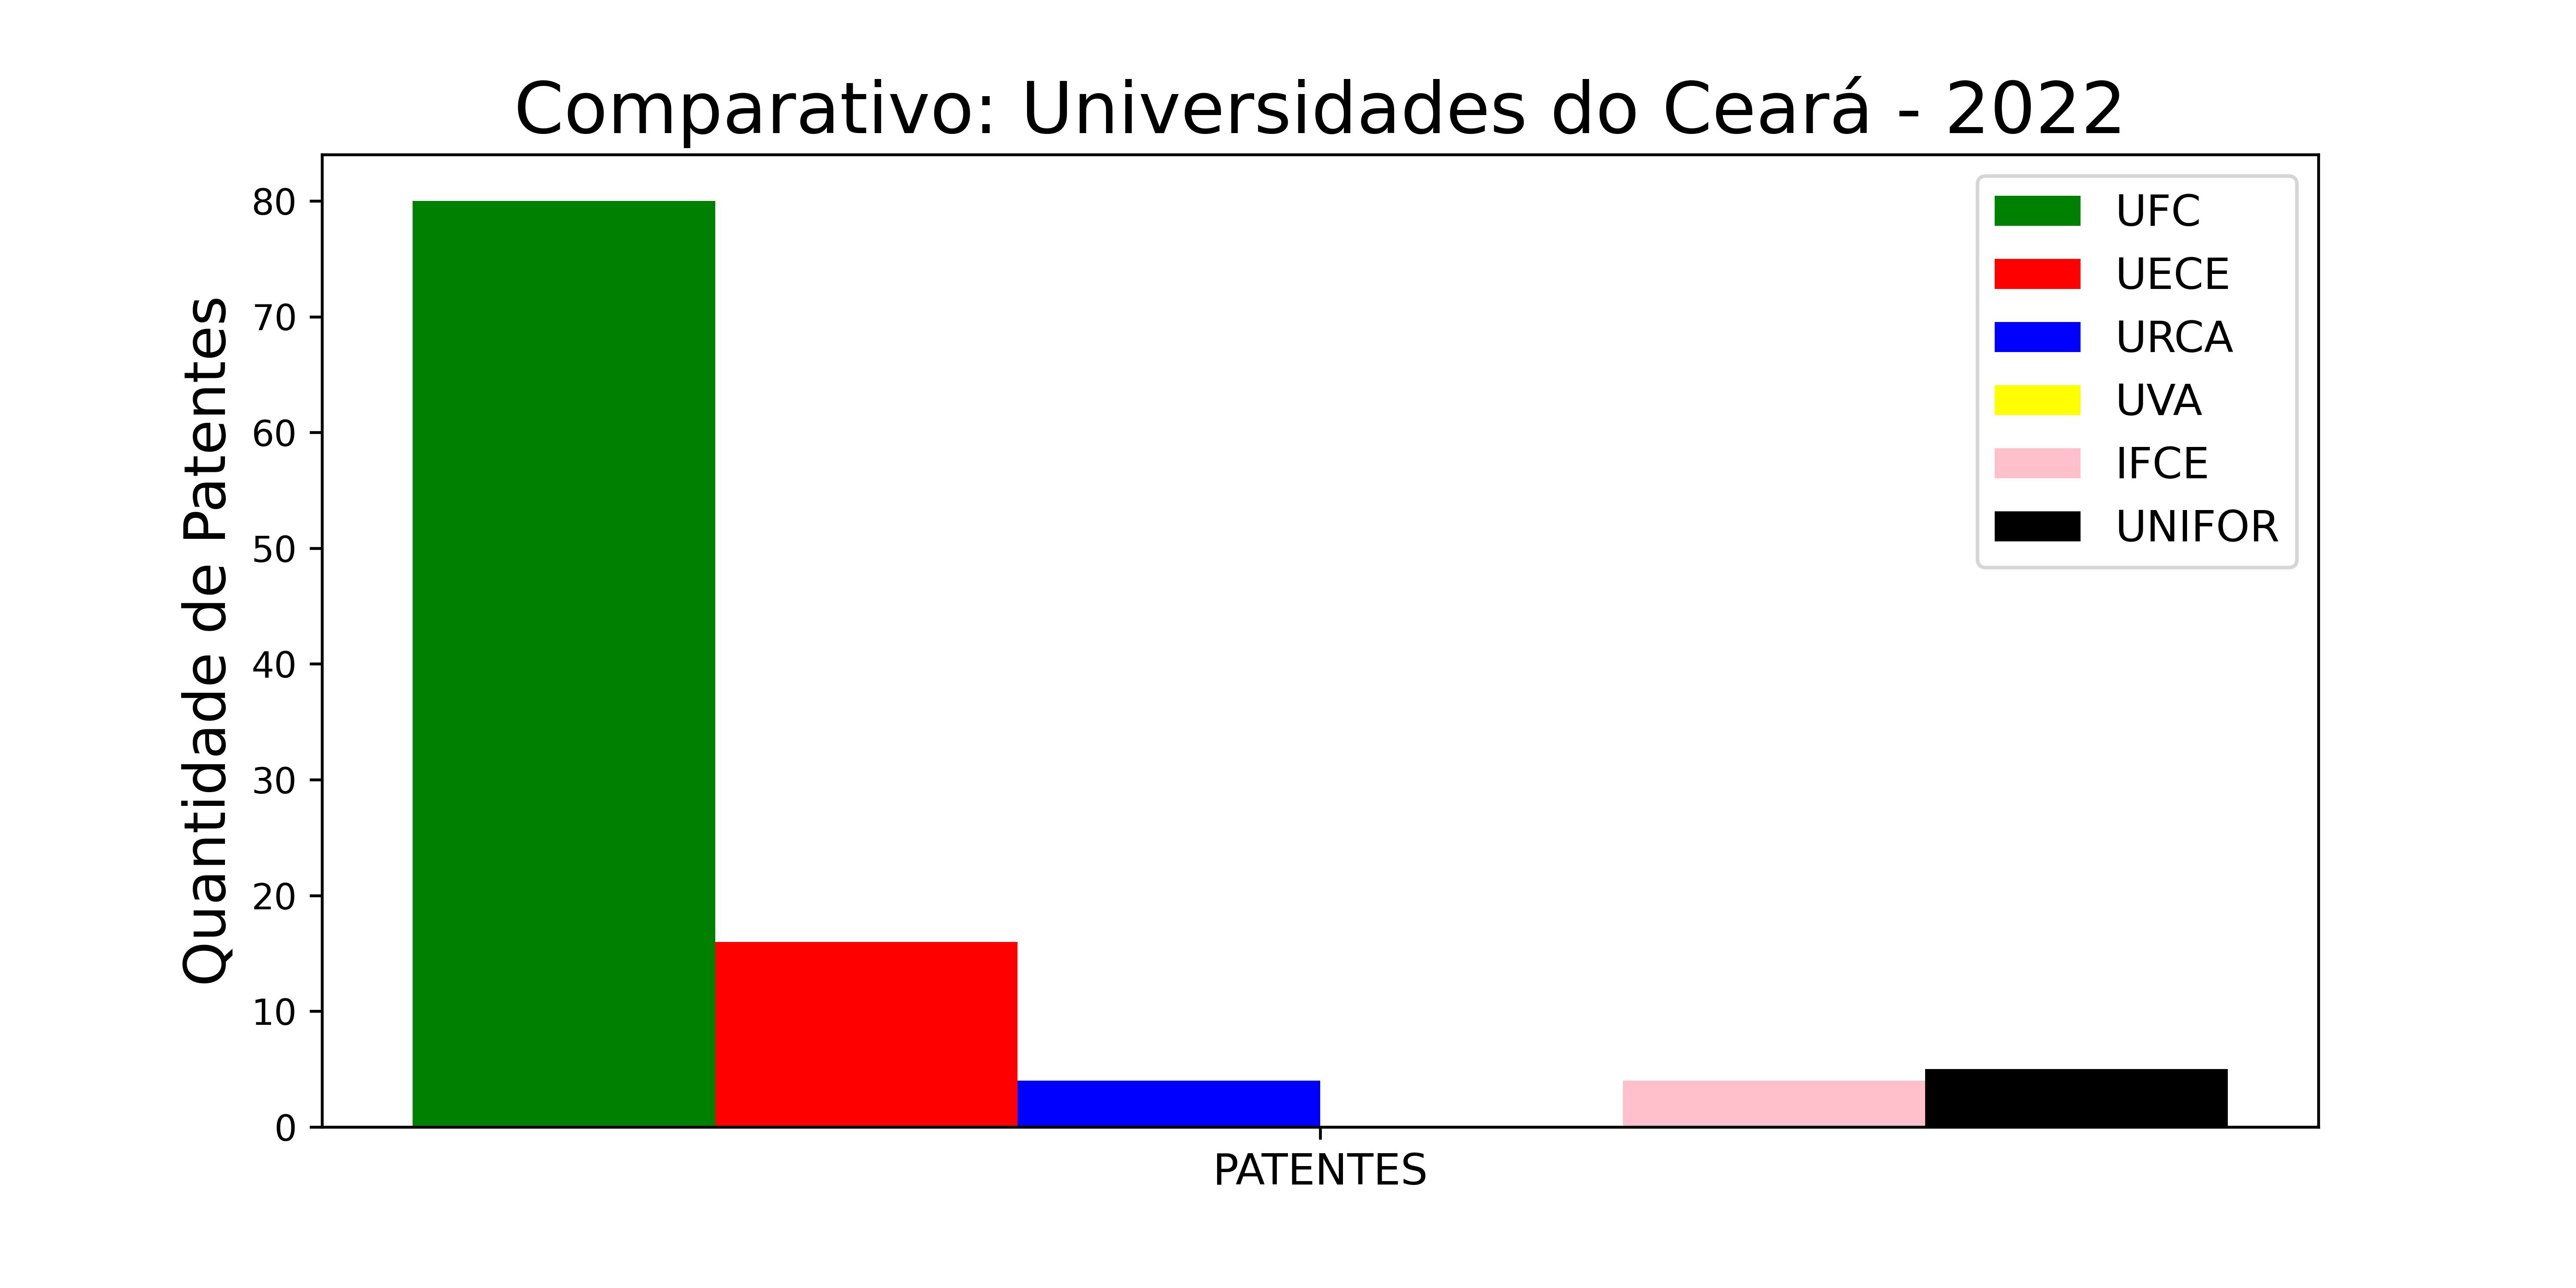 Comparativo: Universidades do Ceará - 2022
Quantidade de Patentes
80
70
60
50
40
30
20
10
0
PATENTES
UFC
UECE
URCA
UVA
IFCE
UNIFOR